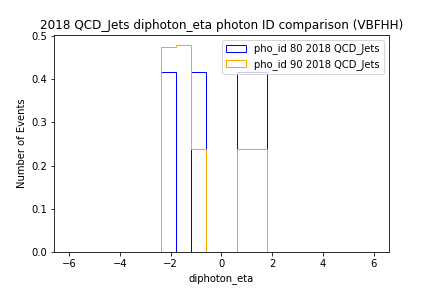 2018 QCD_Jets diphoton_eta photon ID comparison (VBFHH)
0.5
pho_id 80 2018 QCD_Jets
pho_id 90 2018 QCD_Jets
0.4
0.3
0.2
0.1
0.0
Number of Events
−6 −4 −2 0 2 4 6
diphoton_eta